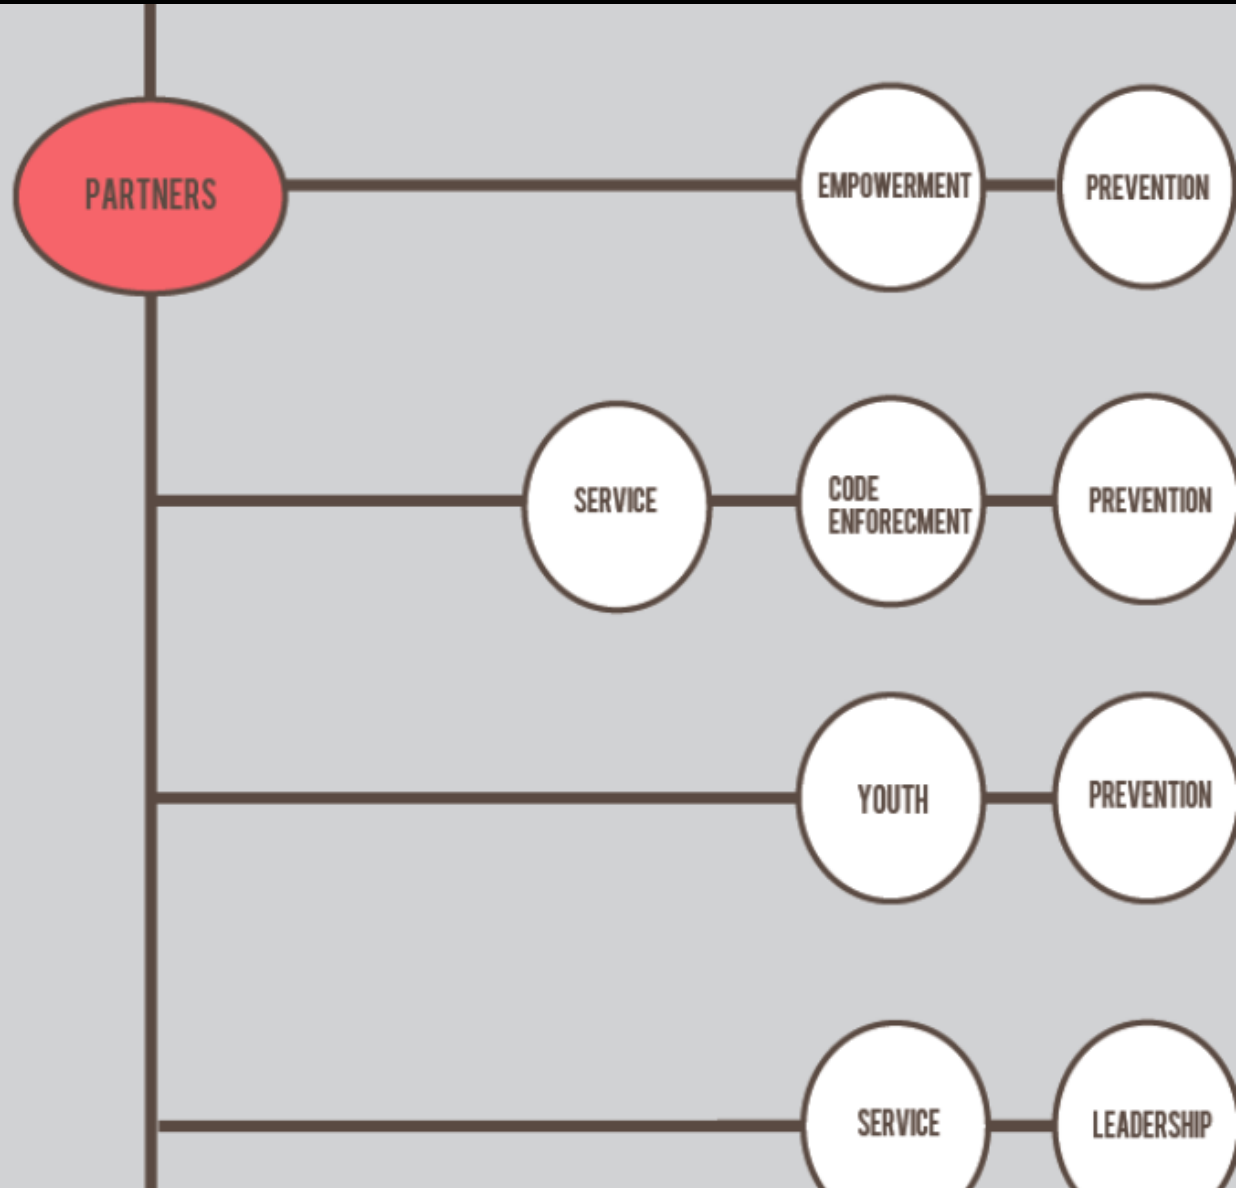 PARTNERS
EMPOWERMENT
PREVENTION
SERVICE
CODE
ENFORECMENT
PREVENTION
YOUTH
PREVENTION
SERVICE
LEADERSHIP